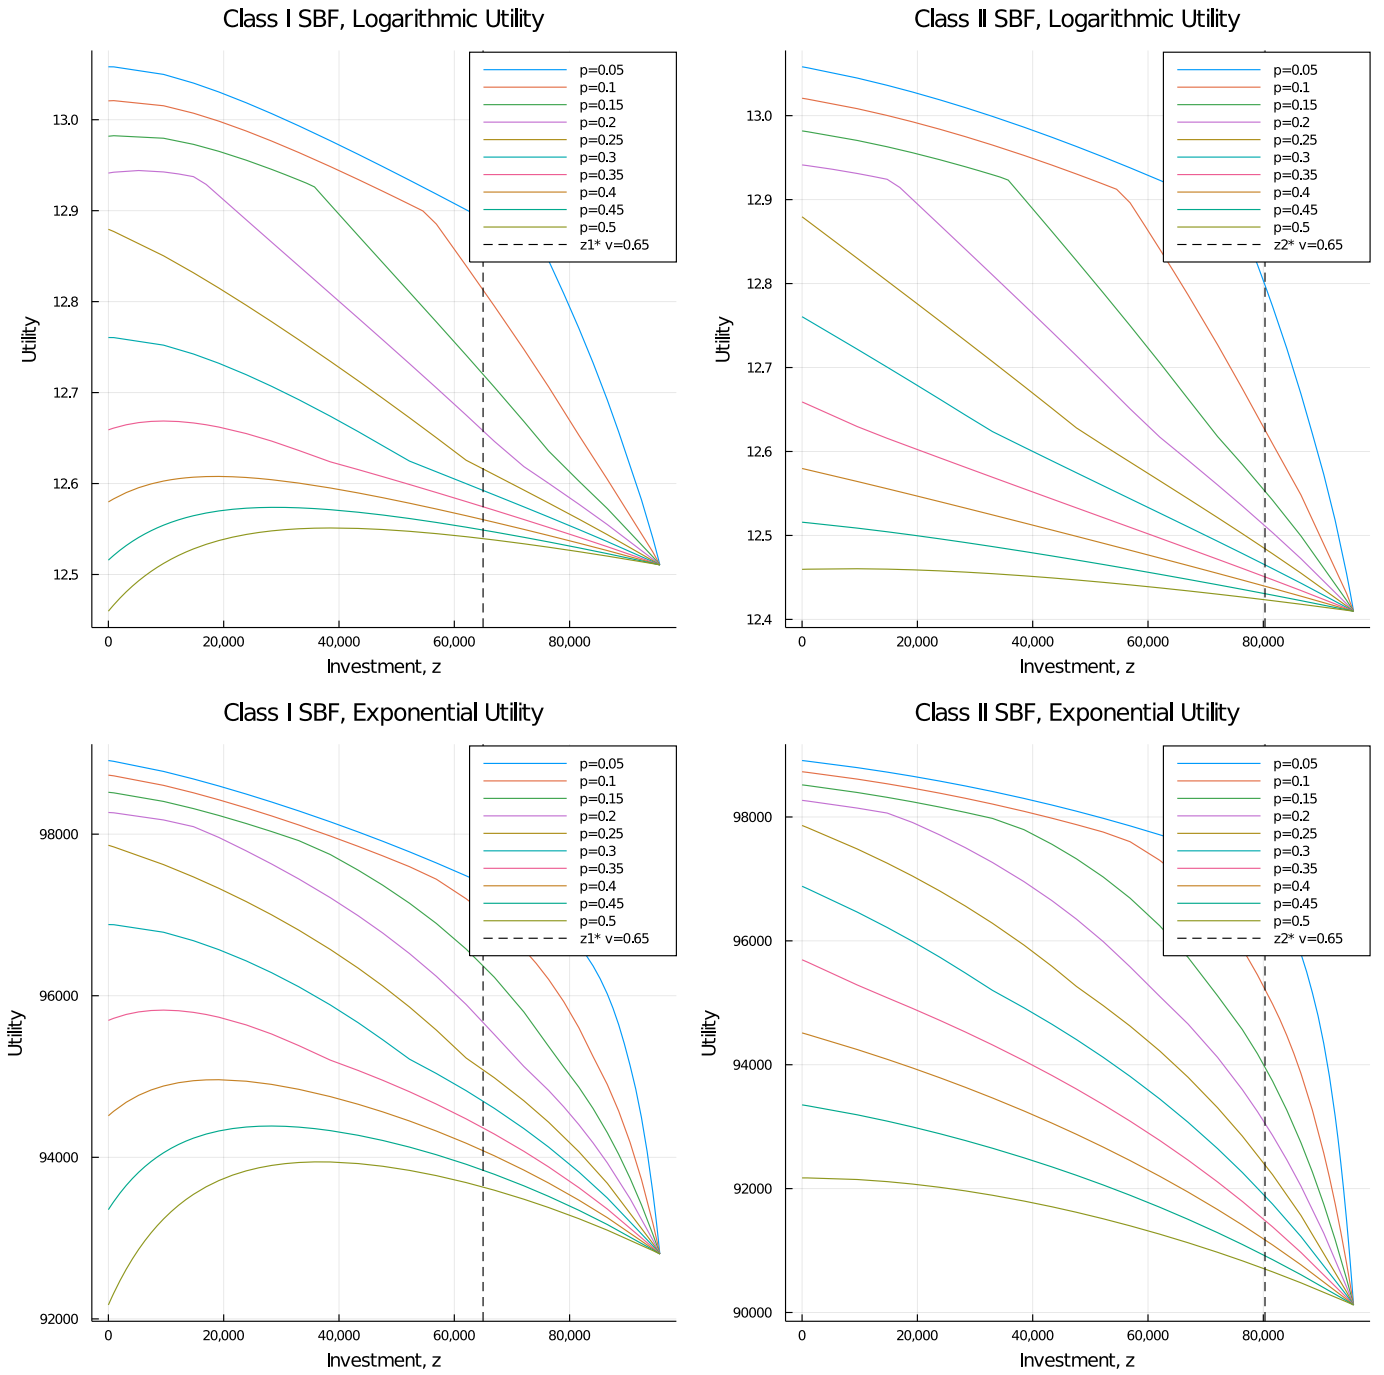 Class I SBF, Logarithmic Utility
Utility
13.0
12.9
12.8
12.7
12.6
12.5
p=0.05
p=0.1
p=0.15
p=0.2
p=0.25
p=0.3
p=0.35
p=0.4
p=0.45
p=0.5
z1* v=0.65
0 20,000 40,000 60,000 80,000
Investment, z
Class II SBF, Logarithmic Utility
Utility
13.0
12.9
12.8
12.7
12.6
12.5
12.4
p=0.05
p=0.1
p=0.15
p=0.2
p=0.25
p=0.3
p=0.35
p=0.4
p=0.45
p=0.5
z2* v=0.65
0 20,000 40,000 60,000 80,000
Investment, z
Class I SBF, Exponential Utility
Utility
98000
96000
94000
92000
p=0.05
p=0.1
p=0.15
p=0.2
p=0.25
p=0.3
p=0.35
p=0.4
p=0.45
p=0.5
z1* v=0.65
0 20,000 40,000 60,000 80,000
Investment, z
Class II SBF, Exponential Utility
Utility
98000
96000
94000
92000
90000
p=0.05
p=0.1
p=0.15
p=0.2
p=0.25
p=0.3
p=0.35
p=0.4
p=0.45
p=0.5
z2* v=0.65
0 20,000 40,000 60,000 80,000
Investment, z